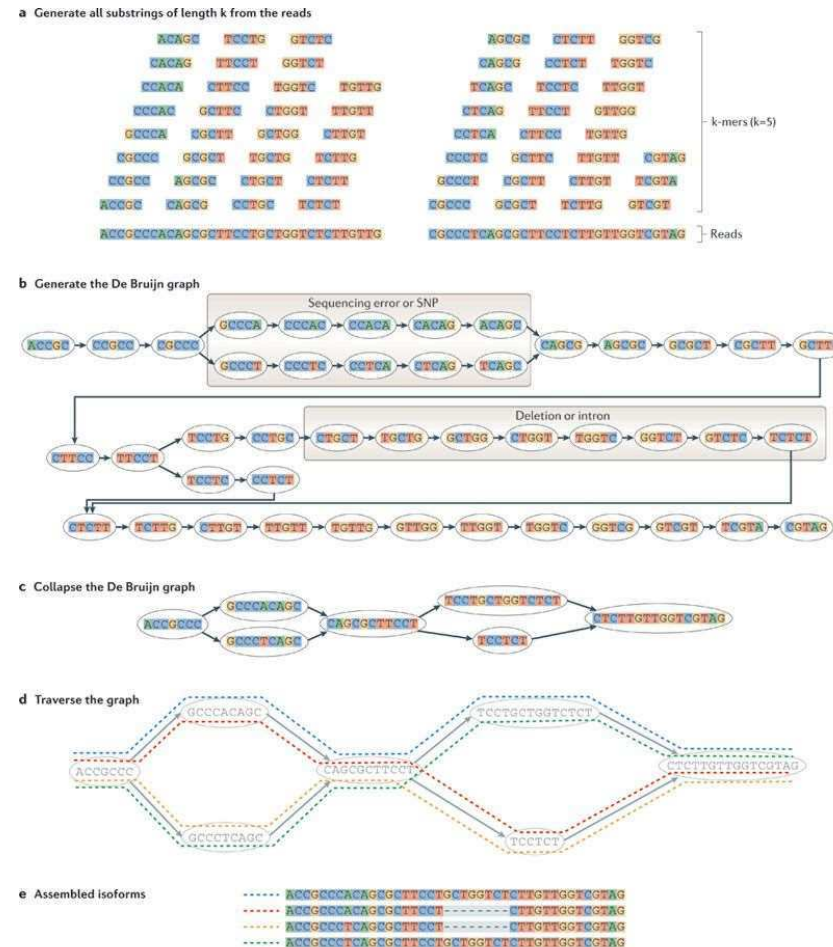 a Generate all substrings of length k from the reads
ACAGC TCCTG GTCTC AGCGC CTCTT GGTCG
CACAG TTCCT GGTCT CAGCG CCTCT TGGTC
CCACA CTTCC TGGTC TGTTG TCAGC TCCTC TTGGT
CCCAC GCTTC CTGGT TTGTT CTCAG TTCCT GTTGG
GCCCA CGCTT GCTGG CTTGT CCTCA CTTCC TGTTG
CGCCC GCGCT TGCTG TCTTG CCCTC GCTTC TTGTT CGTAG
CCGCC AGCGC CTGCT CTCTT GCCCT CGCTT CTTGT TCGTA
ACCGC CAGCG CCTGC TCTCT CGCCC GCGCT TCTTG GTCGT
k-mers (k=5)
ACCGCCCACAGCGCTTCCTGCTGGTCTCTTGTTG CGCCCTCAGCGCTTCCTCTTGTTGGTCGTAG Reads
b Generate the De Bruijn graph
Sequencing error or SNP
GCCCA CCCAC CCACA CACAG ACAGC
ACCGC CCGCC CGCCC CAGCG AGCGC GCGCT CGCTT GCTT
GCCCT CCCTC CCTCA CTCAG TCAGC
Deletion or intron
TCCTG CCTGC CTGCT TGCTG GCTGG CTGGT TGGTC GGTCT GTCTC TCTCT
CTTCC TTCCT
TCCTC CCTCT
CTCTT TCTTG CTTGT TTGTT TGTTG GTTGG TTGGT TGGTC GGTCG GTCGT TCGTA CGTAG
c Collapse the De Bruijn graph
GCCCACAGC TCCTGCTGGTCTCT
ACCGCCC CAGCGCTTCCT CTCTTGTTGGTCGTAG
GCCCTCAGC TCCTCT
d Traverse the graph
GCCCACAGC TCCTGCTGGTCTCT
ACCGCCC CAGCGCTTCCT CTCTTGTTGGTCGTAG
GCCCTCAGC TCCTCT
e Assembled isoforms
ACCGCCCACAGCGCTTCCTGCTGGTCTCTTGTTGGTCGTAG
ACCGCCCACAGCGCTTCCT--------CTTGTTGGTCGTAG
ACCGCCCTCAGCGCTTCCT--------CTTGTTGGTCGTAG
ACCGCCCTCAGCGCTTCCTGCTGGTCTCTTGTTGGTCGTAG